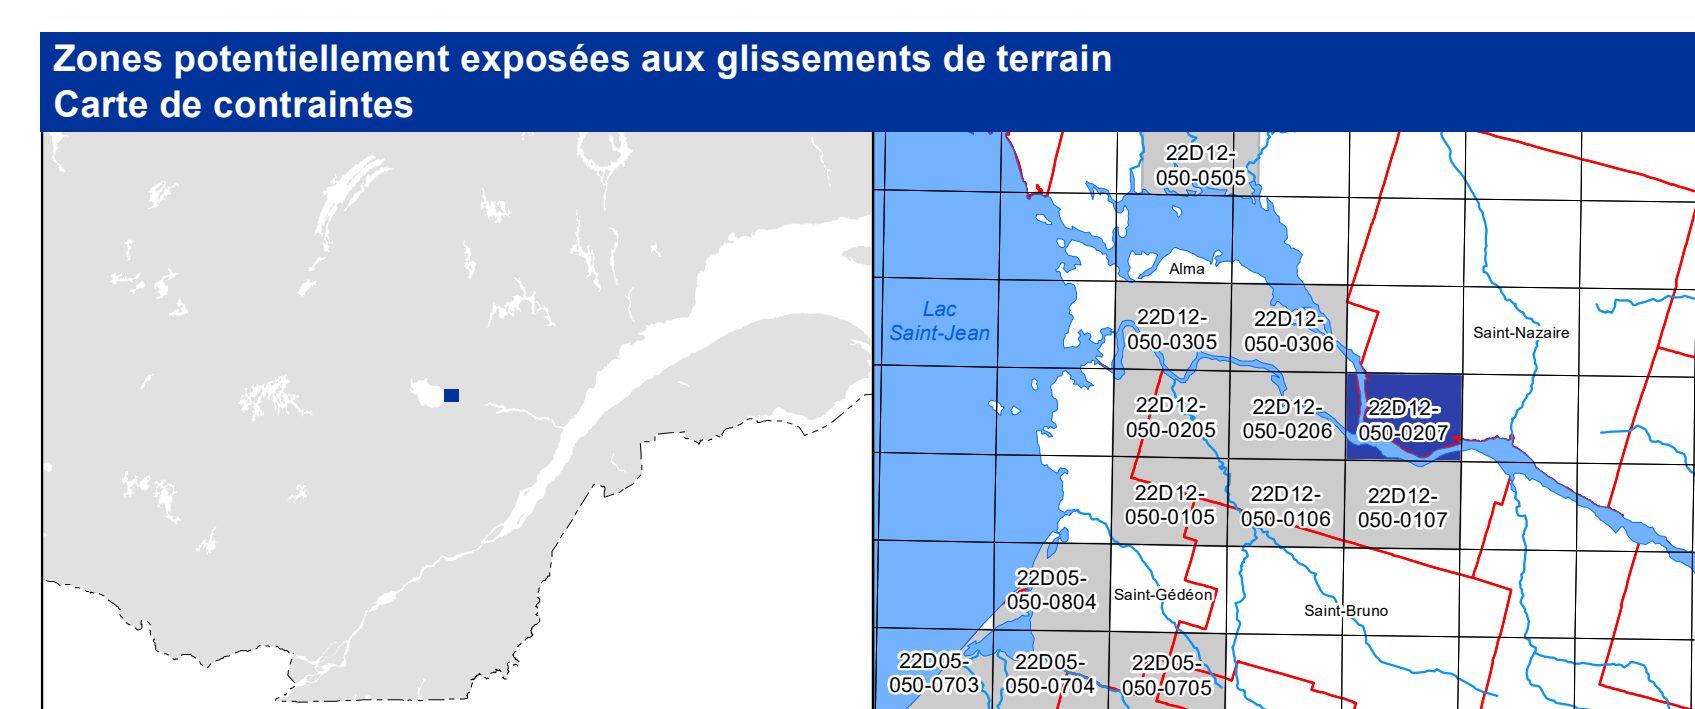 Zones potentiellement exposées aux glissements de terrain
Carte de contraintes
22D12-
050-0505
Alma
Lac
Saint-Jean
22D12-
050-0305
22D12-
050-0306
Saint-Nazaire
22D12-
050-0205
22D12-
050-0206
22D12-
050-0207
22D12-
050-0105
22D12-
050-0106
22D12-
050-0107
22D05-
050-0804
Saint-Gédéon
Saint-Bruno
22D05-
050-0703
22D05-
050-0704
22D05-
050-0705